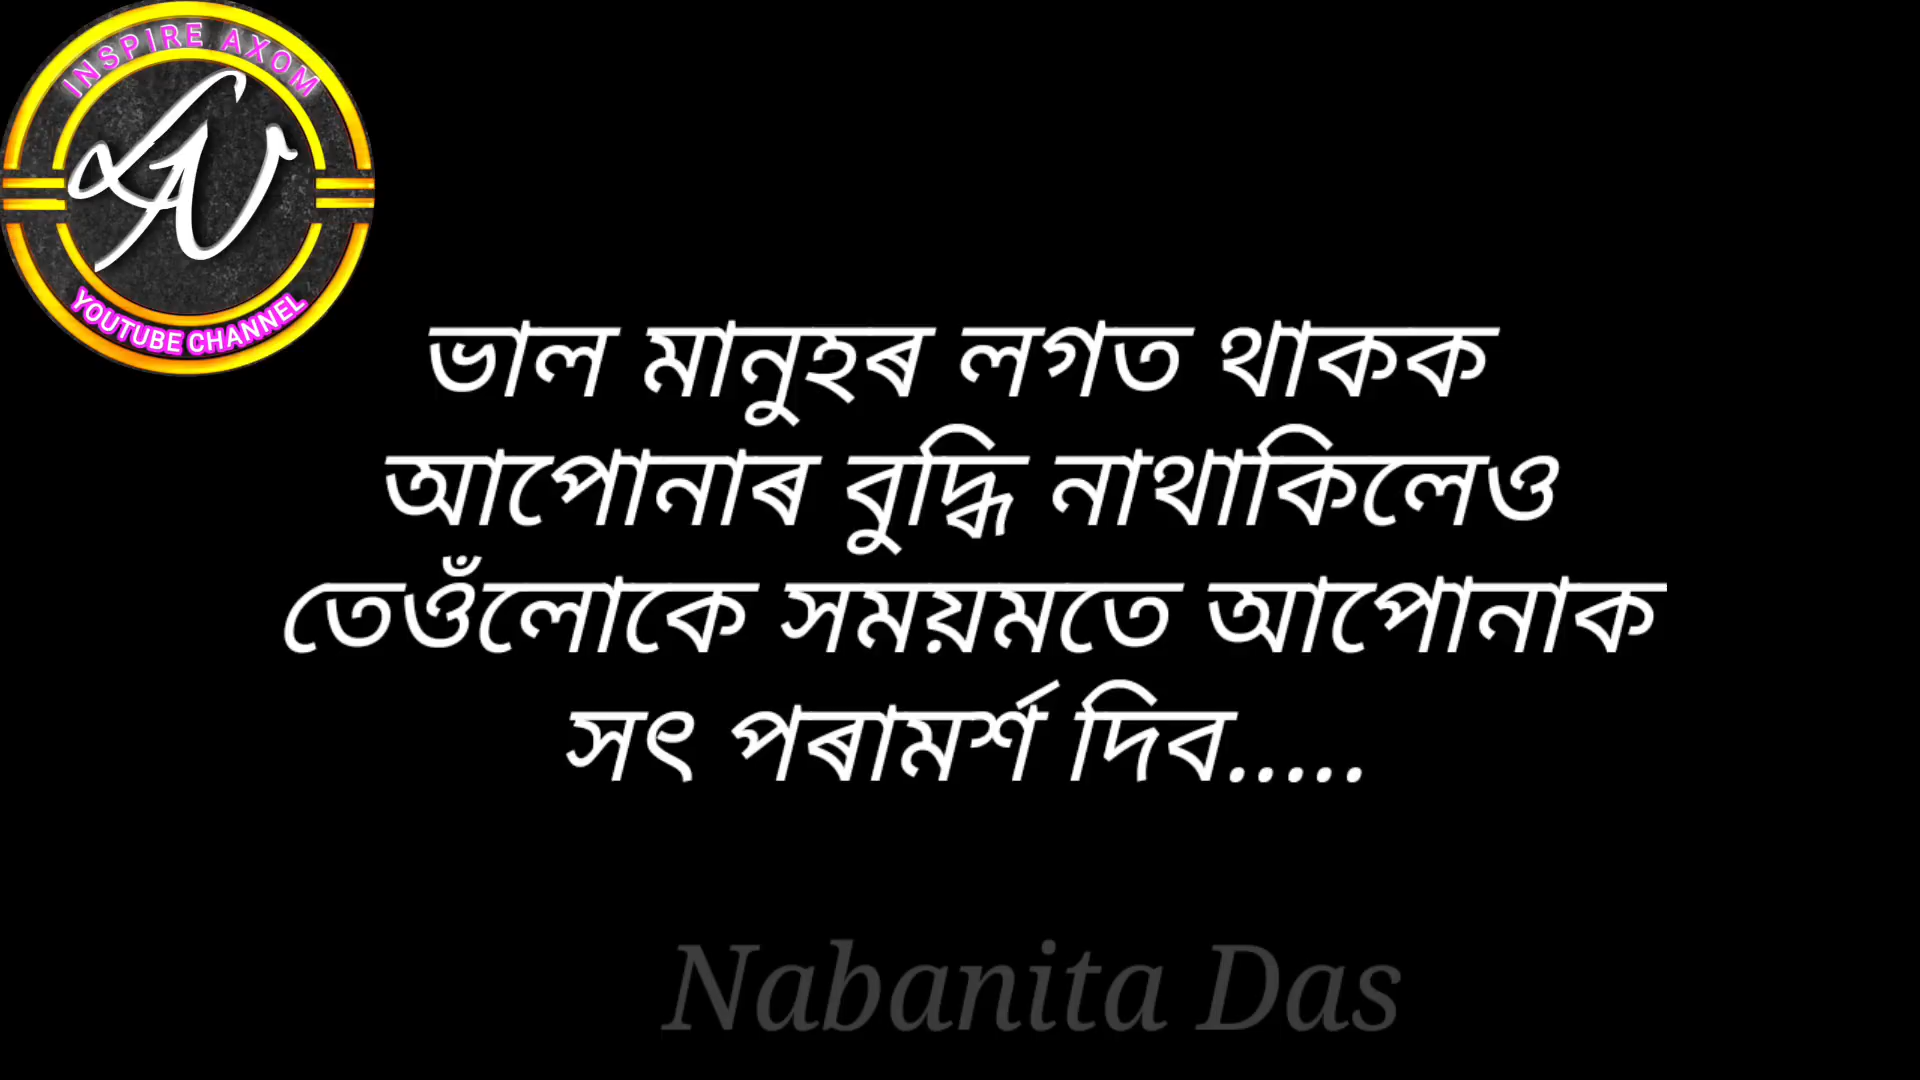 INSPIRE AXOM
YOUTUBE CHANNEL
ভাল মানুহৰ লগত থাকক
আপোনাৰ বুদ্ধি নাথাকিলেও
তেওঁলোকে সময়মতে আপোনাক
সৎ পৰামৰ্শ দিব.....
Nabanita Das